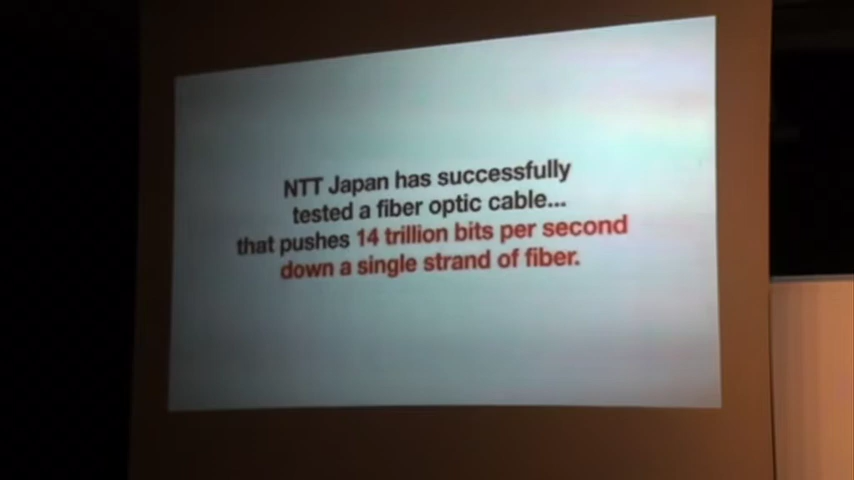 NTT Japan has successfully
tested a fiber optic cable...
that pushes 14 trillion bits per second
down a single strand of fiber.